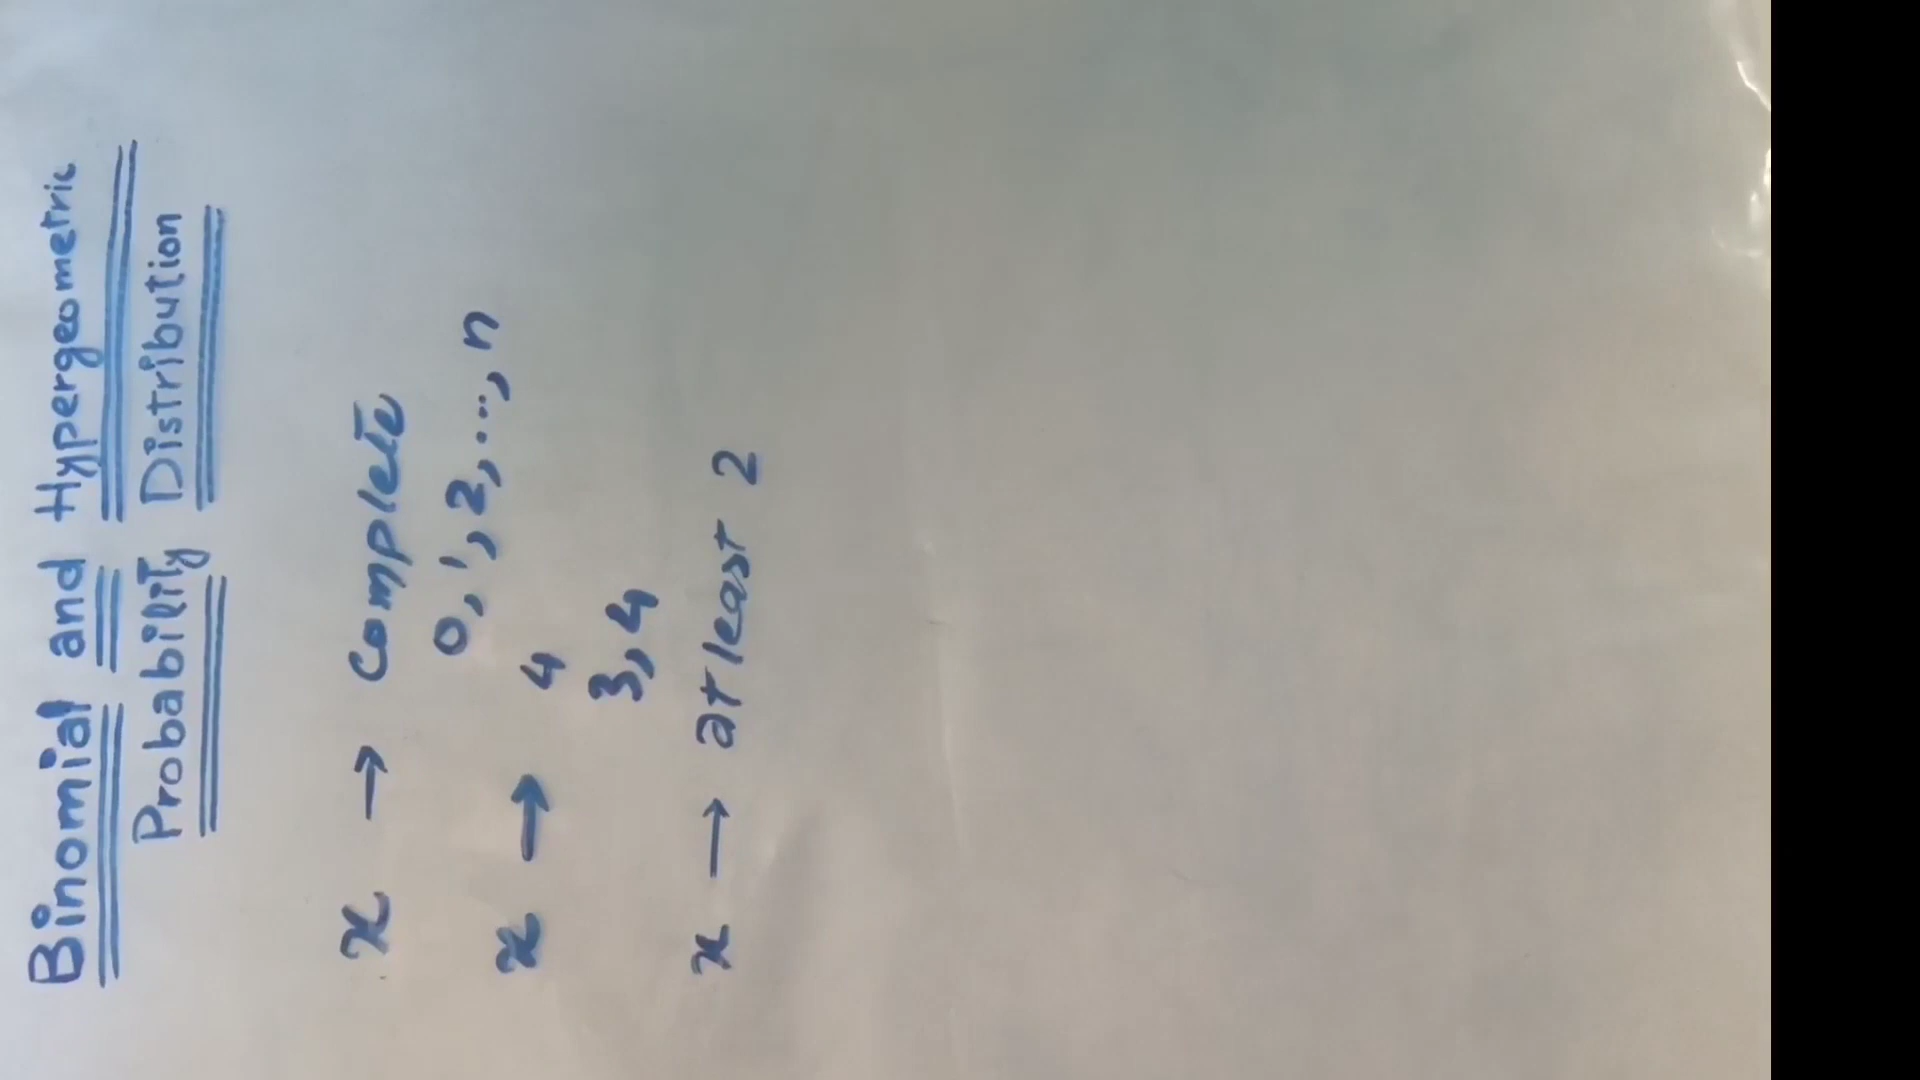 Binomial and Hypergeometric
Probability Distribution
x → Complete
0, 1, 2, ..., n
x → 4
3, 4
x → at least 2